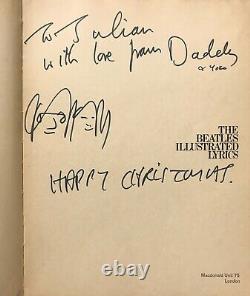 To Julian
with love from Daddy
& Yoko
THE
BEATLES
ILLUSTRATED
LYRICS
HAPPY CHRISTMAS.
Macdonald Unit 75
London